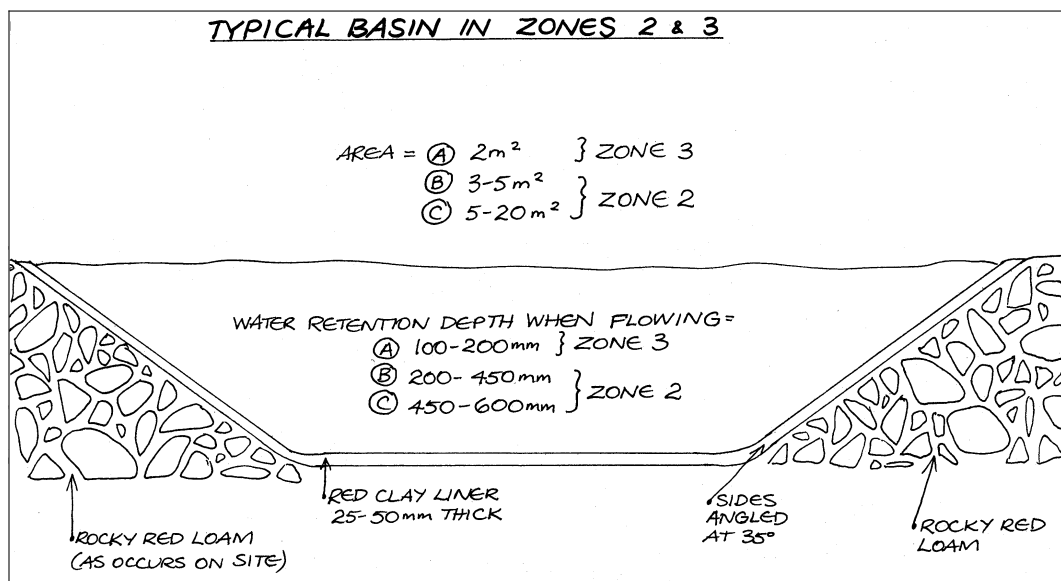 TYPICAL BASIN IN ZONES 2 & 3
AREA = Ⓐ 2m² } ZONE 3
Ⓑ 3-5m²
Ⓒ 5-20m² } ZONE 2
WATER RETENTION DEPTH WHEN FLOWING=
Ⓐ 100-200mm } ZONE 3
Ⓑ 200-450mm
Ⓒ 450-600mm } ZONE 2
RED CLAY LINER
25-50mm THICK
SIDES
ANGLED
AT 35°
ROCKY RED LOAM
(AS OCCURS ON SITE)
ROCKY RED
LOAM